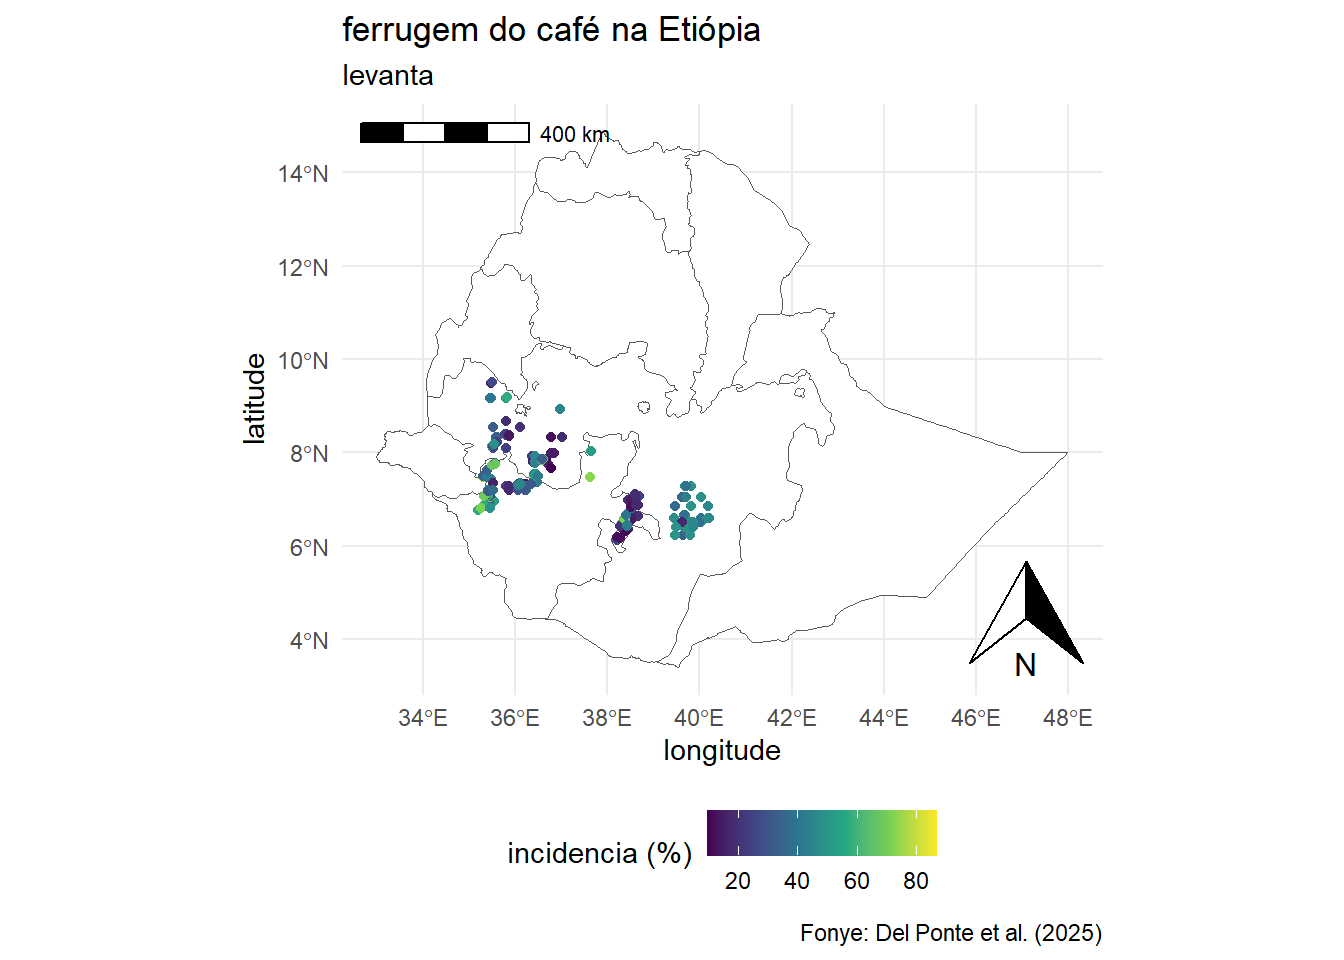 ferrugem do café na Etiópia
levanta
400 km
14°N
12°N
10°N
8°N
6°N
4°N
latitude
N
34°E 36°E 38°E 40°E 42°E 44°E 46°E 48°E
longitude
incidencia (%)
20 40 60 80
Fonye: Del Ponte et al. (2025)